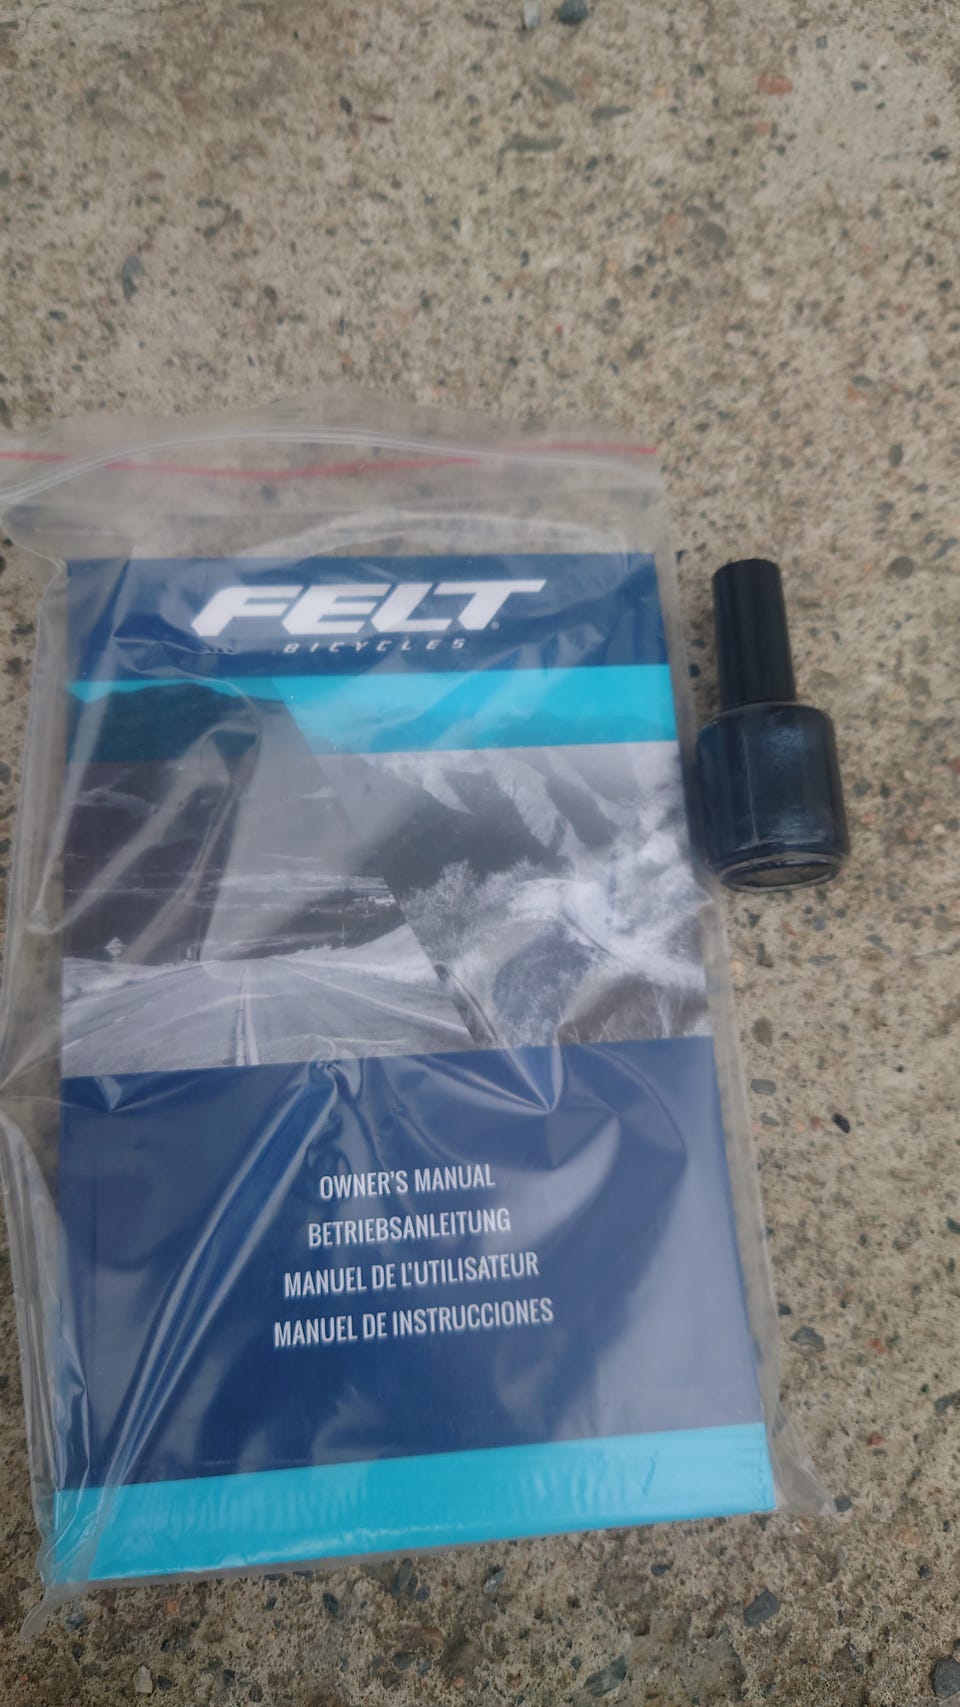 FELT
BICYCLES
OWNER'S MANUAL
BETRIEBSANLEITUNG
MANUEL DE L'UTILISATEUR
MANUEL DE INSTRUCCIONES